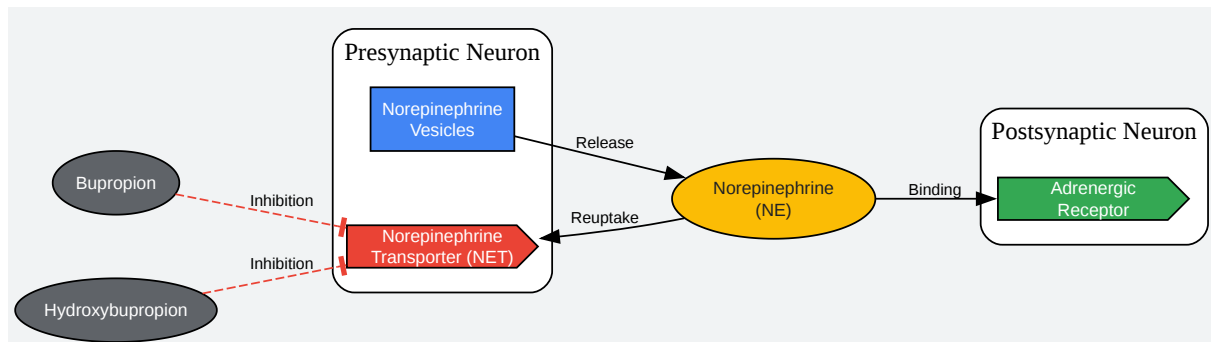 Presynaptic Neuron
Norepinephrine
Vesicles
Release
Postsynaptic Neuron
Bupropion
Inhibition
Norepinephrine
(NE)
Binding
Adrenergic
Receptor
Reuptake
Norepinephrine
Transporter (NET)
Inhibition
Hydroxybupropion